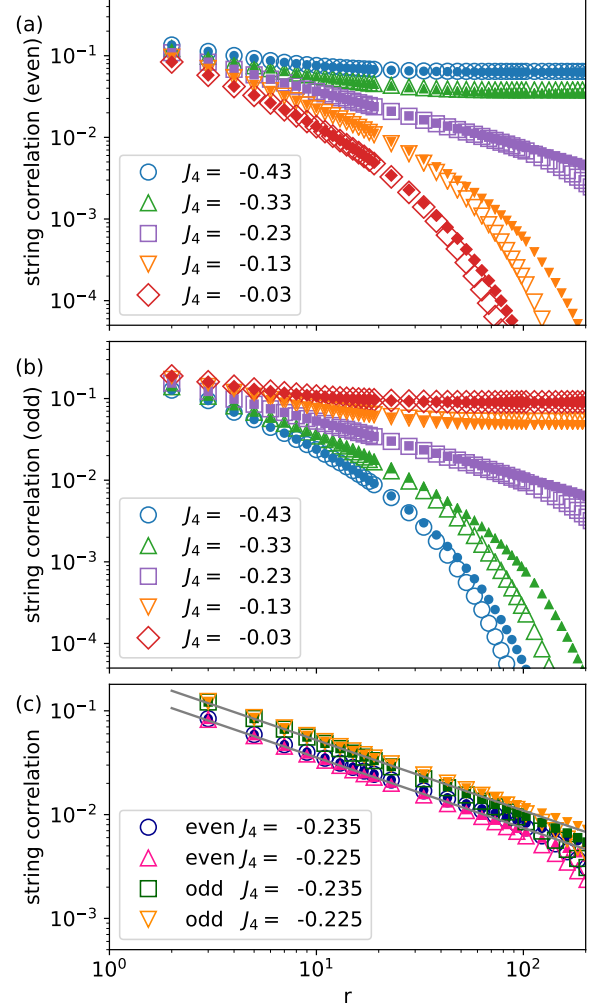 (a)
string correlation (even)
10⁻¹
10⁻²
10⁻³
10⁻⁴
J₄ = -0.43
J₄ = -0.33
J₄ = -0.23
J₄ = -0.13
J₄ = -0.03
(b)
string correlation (odd)
10⁻¹
10⁻²
10⁻³
10⁻⁴
J₄ = -0.43
J₄ = -0.33
J₄ = -0.23
J₄ = -0.13
J₄ = -0.03
(c)
string correlation
10⁻¹
10⁻²
10⁻³
even J₄ = -0.235
even J₄ = -0.225
odd J₄ = -0.235
odd J₄ = -0.225
10⁰ 10¹ 10²
r